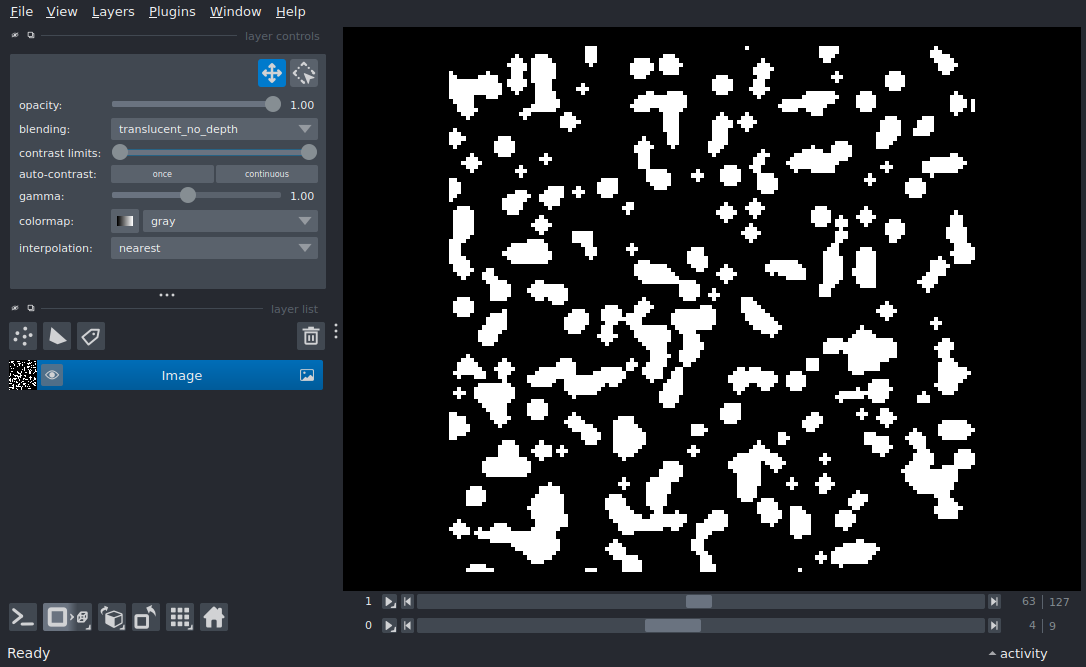 File View Layers Plugins Window Help
layer controls
opacity: 1.00
blending: translucent_no_depth
contrast limits:
auto-contrast: once continuous
gamma: 1.00
colormap: gray
interpolation: nearest
layer list
Image
1 63 127
0 4 9
Ready activity